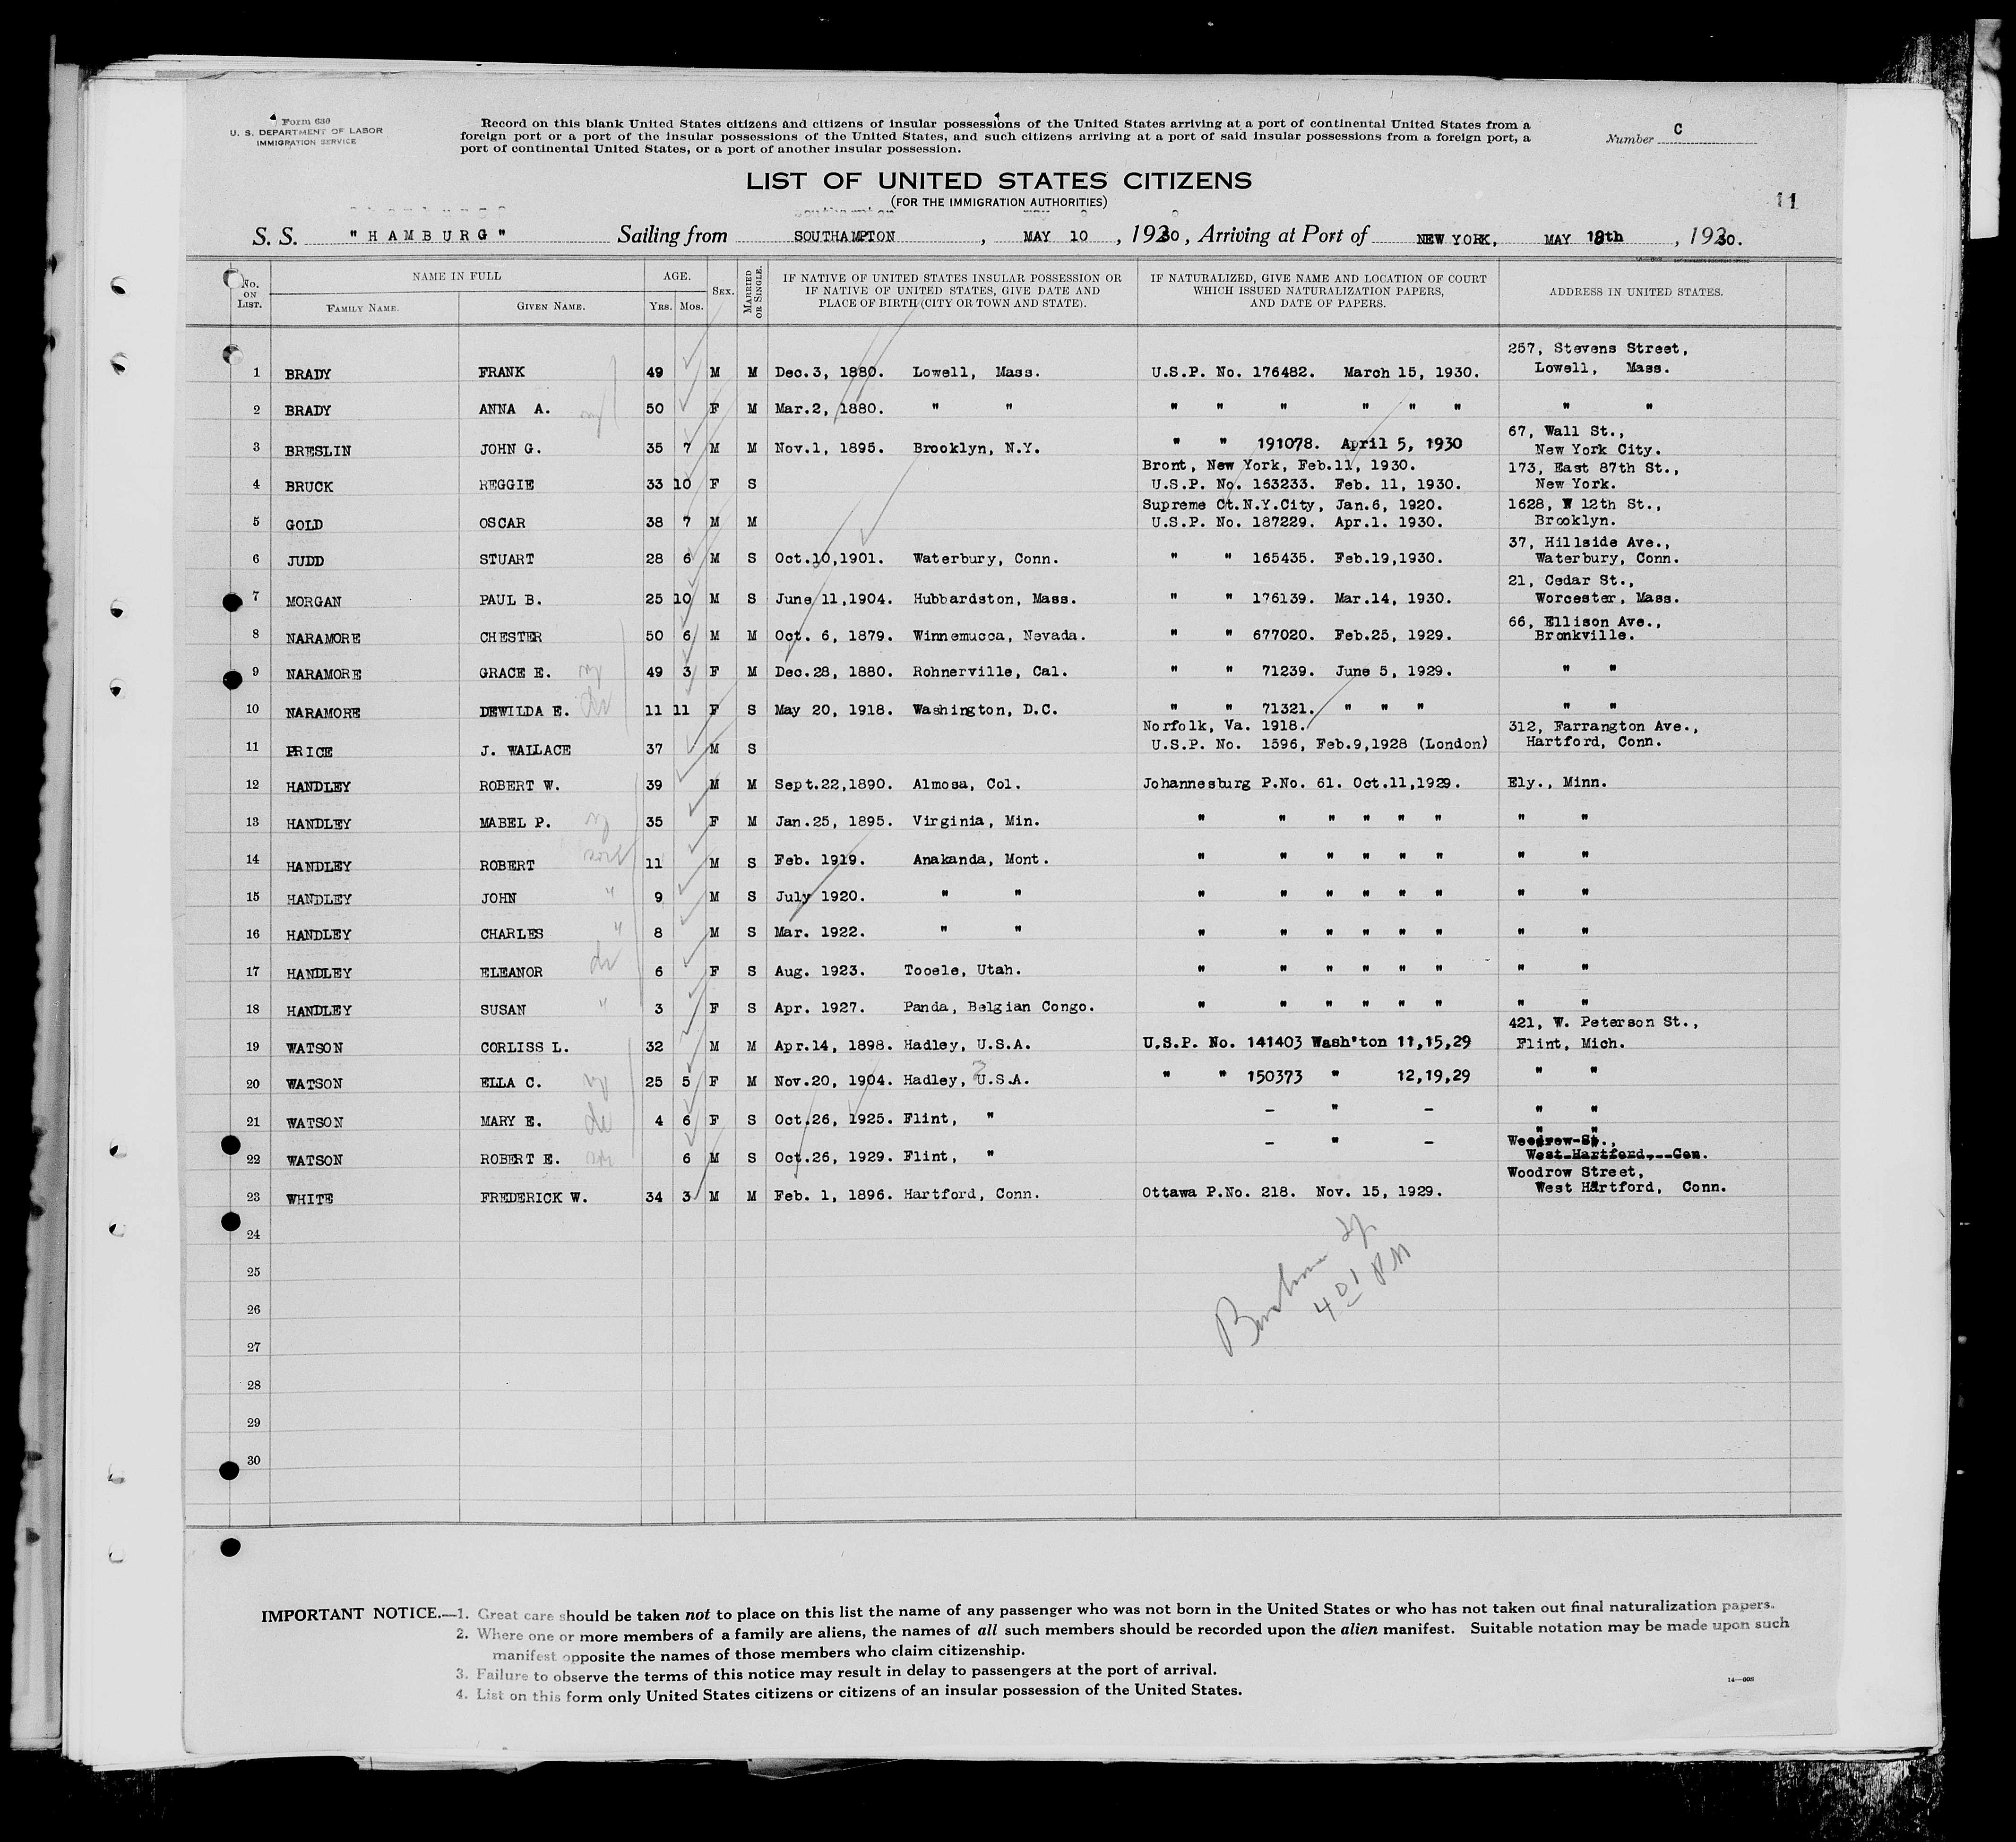 Form 630
U. S. DEPARTMENT OF LABOR
IMMIGRATION SERVICE
Record on this blank United States citizens and citizens of insular possessions of the United States arriving at a port of continental United States from a
foreign port or a port of the insular possessions of the United States, and such citizens arriving at a port of said insular possessions from a foreign port, a
port of continental United States, or a port of another insular possession.
Number C
LIST OF UNITED STATES CITIZENS
(FOR THE IMMIGRATION AUTHORITIES)
11
S. S. "HAMBURG" Sailing from SOUTHAMPTON, MAY 10, 1930, Arriving at Port of NEW YORK, MAY 18th, 1930.
No. ON LIST. NAME IN FULL AGE. SEX. MARRIED OR SINGLE. IF NATIVE OF UNITED STATES INSULAR POSSESSION OR IF NATIVE OF UNITED STATES, GIVE DATE AND PLACE OF BIRTH (CITY OR TOWN AND STATE). IF NATURALIZED, GIVE NAME AND LOCATION OF COURT WHICH ISSUED NATURALIZATION PAPERS, AND DATE OF PAPERS. ADDRESS IN UNITED STATES.
FAMILY NAME. GIVEN NAME. YRS. MOS.
257, Stevens Street,
1 BRADY FRANK 49 M M Dec.3, 1880. Lowell, Mass. U.S.P. No. 176482. March 15, 1930. Lowell, Mass.
2 BRADY ANNA A. 50 F M Mar.2, 1880. " " " " " " " " " "
67, Wall St.,
3 BRESLIN JOHN G. 35 7 M M Nov.1, 1895. Brooklyn, N.Y. " " 191078. April 5, 1930 New York City.
Bront, New York, Feb.11, 1930. 173, East 87th St.,
4 BRUCK REGGIE 33 10 F S U.S.P. No. 163233. Feb. 11, 1930. New York.
Supreme Ct.N.Y.City, Jan.6, 1920. 1628, W 12th St.,
5 GOLD OSCAR 38 7 M M U.S.P. No. 187229. Apr.1. 1930. Brooklyn.
37, Hillside Ave.,
6 JUDD STUART 28 6 M S Oct.10,1901. Waterbury, Conn. " " 165435. Feb.19,1930. Waterbury, Conn.
21, Cedar St.,
7 MORGAN PAUL B. 25 10 M S June 11,1904. Hubbardston, Mass. " " 176139. Mar.14, 1930. Worcester, Mass.
66, Ellison Ave.,
8 NARAMORE CHESTER 50 6 M M Oct. 6, 1879. Winnemucca, Nevada. " " 677020. Feb.25, 1929. Bronkville.
9 NARAMORE GRACE E. 49 3 F M Dec.28, 1880. Rohnerville, Cal. " " 71239. June 5, 1929. " "
10 NARAMORE DEWILDA E. 11 11 F S May 20, 1918. Washington, D.C. " " 71321. " " " " "
Norfolk, Va. 1918. 312, Farrangton Ave.,
11 PRICE J. WALLACE 37 M S U.S.P. No. 1596, Feb.9,1928 (London) Hartford, Conn.
12 HANDLEY ROBERT W. 39 M M Sept.22,1890. Almosa, Col. Johannesburg P.No. 61. Oct.11,1929. Ely., Minn.
13 HANDLEY MABEL P. 35 F M Jan.25, 1895. Virginia, Min. " " " " " " " "
14 HANDLEY ROBERT 11 M S Feb. 1919. Anakanda, Mont. " " " " " " " "
15 HANDLEY JOHN " 9 M S July 1920. " " " " " " " " " "
16 HANDLEY CHARLES " 8 M S Mar. 1922. " " " " " " " " " "
17 HANDLEY ELEANOR 6 F S Aug. 1923. Tooele, Utah. " " " " " " " "
18 HANDLEY SUSAN " 3 F S Apr. 1927. Panda, Belgian Congo. " " " " " " " "
421, W. Peterson St.,
19 WATSON CORLISS L. 32 M M Apr.14, 1898. Hadley, U.S.A. U.S.P. No. 141403 Wash'ton 11,15,29 Flint, Mich.
20 WATSON ELLA C. 25 5 F M Nov.20, 1904. Hadley, U.S.A. " " 150373 " 12,19,29 " "
21 WATSON MARY E. 4 6 F S Oct.26, 1925. Flint, " - " - " "
" "
Woodrow St.,
22 WATSON ROBERT E. 6 M S Oct.26, 1929. Flint, " - " - West Hartford, Con.
Woodrow Street,
23 WHITE FREDERICK W. 34 3 M M Feb. 1, 1896. Hartford, Conn. Ottawa P.No. 218. Nov. 15, 1929. West Hartford, Conn.
24
25
26
27
28
29
30
IMPORTANT NOTICE.—1. Great care should be taken not to place on this list the name of any passenger who was not born in the United States or who has not taken out final naturalization papers.
2. Where one or more members of a family are aliens, the names of all such members should be recorded upon the alien manifest. Suitable notation may be made upon such
manifest opposite the names of those members who claim citizenship.
3. Failure to observe the terms of this notice may result in delay to passengers at the port of arrival.
4. List on this form only United States citizens or citizens of an insular possession of the United States.